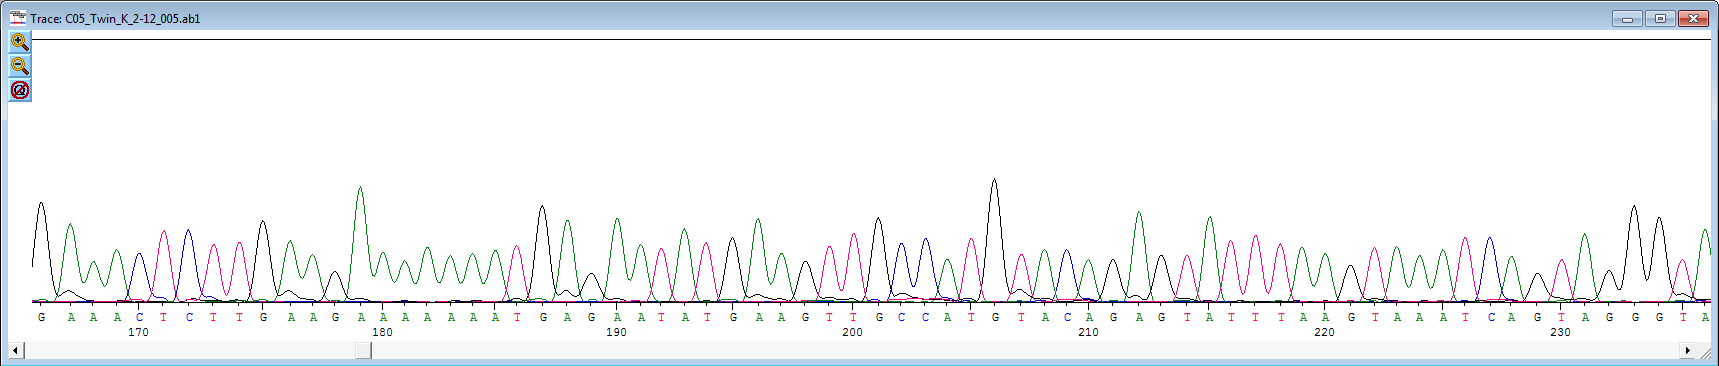 Trace: C05_Twin_K_2-12_005.ab1
G A A A C T C T T G A A G A A A A A A A T G A G A A T A T G A A G T T G C C A T G T A C A G A G T A T T T A A G T A A A T C A G T A G G G T A
170 180 190 200 210 220 230